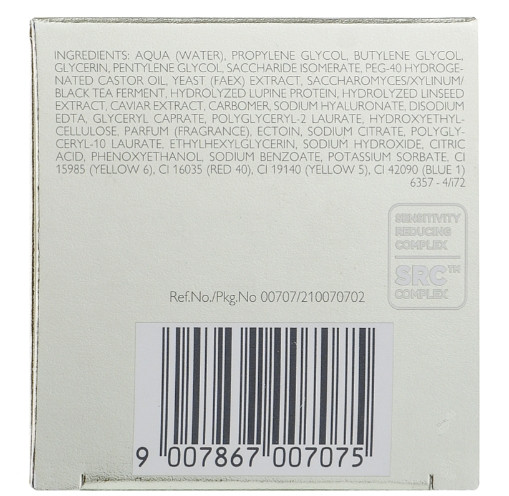 INGREDIENTS: AQUA (WATER), PROPYLENE GLYCOL, BUTYLENE GLYCOL,
GLYCERIN, PENTYLENE GLYCOL, SACCHARIDE ISOMERATE, PEG-40 HYDROGE-
NATED CASTOR OIL, YEAST (FAEX) EXTRACT, SACCHAROMYCES/XYLINUM/
BLACK TEA FERMENT, HYDROLYZED LUPINE PROTEIN, HYDROLYZED LINSEED
EXTRACT, CAVIAR EXTRACT, CARBOMER, SODIUM HYALURONATE, DISODIUM
EDTA, GLYCERYL CAPRATE, POLYGLYCERYL-2 LAURATE, HYDROXYETHYL-
CELLULOSE, PARFUM (FRAGRANCE), ECTOIN, SODIUM CITRATE, POLYGLY-
CERYL-10 LAURATE, ETHYLHEXYLGLYCERIN, SODIUM HYDROXIDE, CITRIC
ACID, PHENOXYETHANOL, SODIUM BENZOATE, POTASSIUM SORBATE, CI
15985 (YELLOW 6), CI 16035 (RED 40), CI 19140 (YELLOW 5), CI 42090 (BLUE 1)
6357 - 4/i72
SENSITIVITY
REDUCING
COMPLEX
SRC™
COMPLEX
Ref.No./Pkg.No 00707/210070702
9 007867 007075